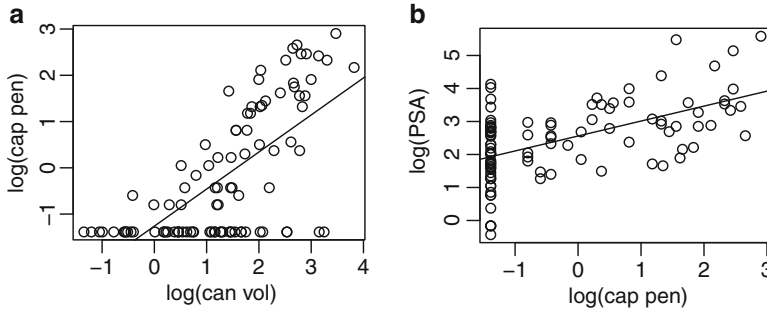 a
log(cap pen)
3
2
1
0
−1
−1 0 1 2 3 4
log(can vol)
b
log(PSA)
5
4
3
2
1
0
−1 0 1 2 3
log(cap pen)